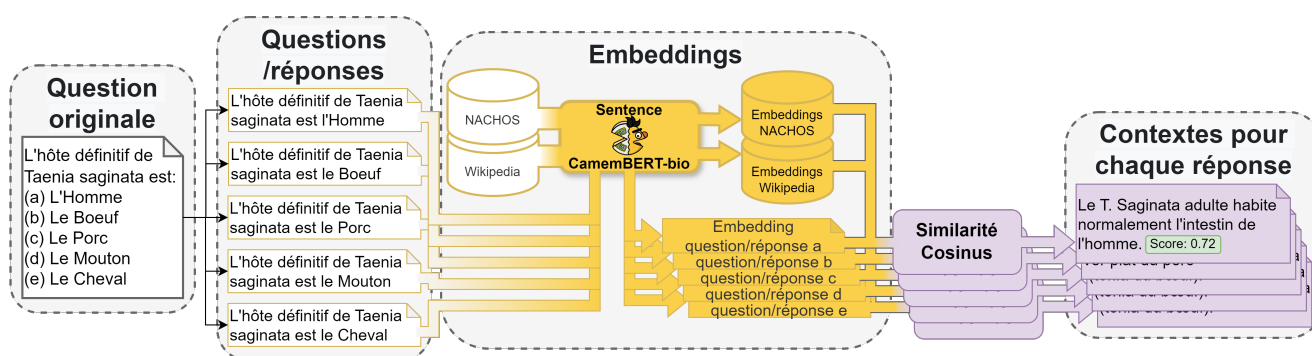 Question
originale
L'hôte définitif de
Taenia saginata est:
(a) L'Homme
(b) Le Boeuf
(c) Le Porc
(d) Le Mouton
(e) Le Cheval
Questions
/réponses
L'hôte définitif de Taenia
saginata est l'Homme
L'hôte définitif de Taenia
saginata est le Boeuf
L'hôte définitif de Taenia
saginata est le Porc
L'hôte définitif de Taenia
saginata est le Mouton
L'hôte définitif de Taenia
saginata est le Cheval
Embeddings
NACHOS
Wikipedia
Sentence
CamemBERT-bio
Embeddings
NACHOS
Embeddings
Wikipedia
Embedding
question/réponse a
question/réponse b
question/réponse c
question/réponse d
question/réponse e
Similarité
Cosinus
Contextes pour
chaque réponse
Le T. Saginata adulte habite
normalement l'intestin de
l'homme. Score: 0.72